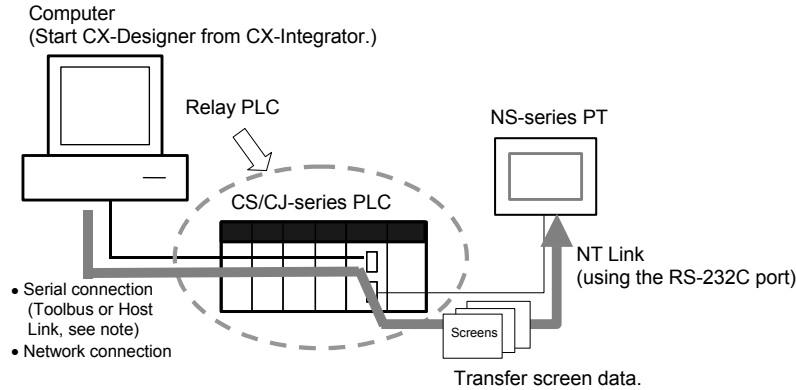 Computer
(Start CX-Designer from CX-Integrator.)
Relay PLC
NS-series PT
CS/CJ-series PLC
NT Link
(using the RS-232C port)
• Serial connection
(Toolbus or Host
Link, see note)
• Network connection
Screens
Transfer screen data.